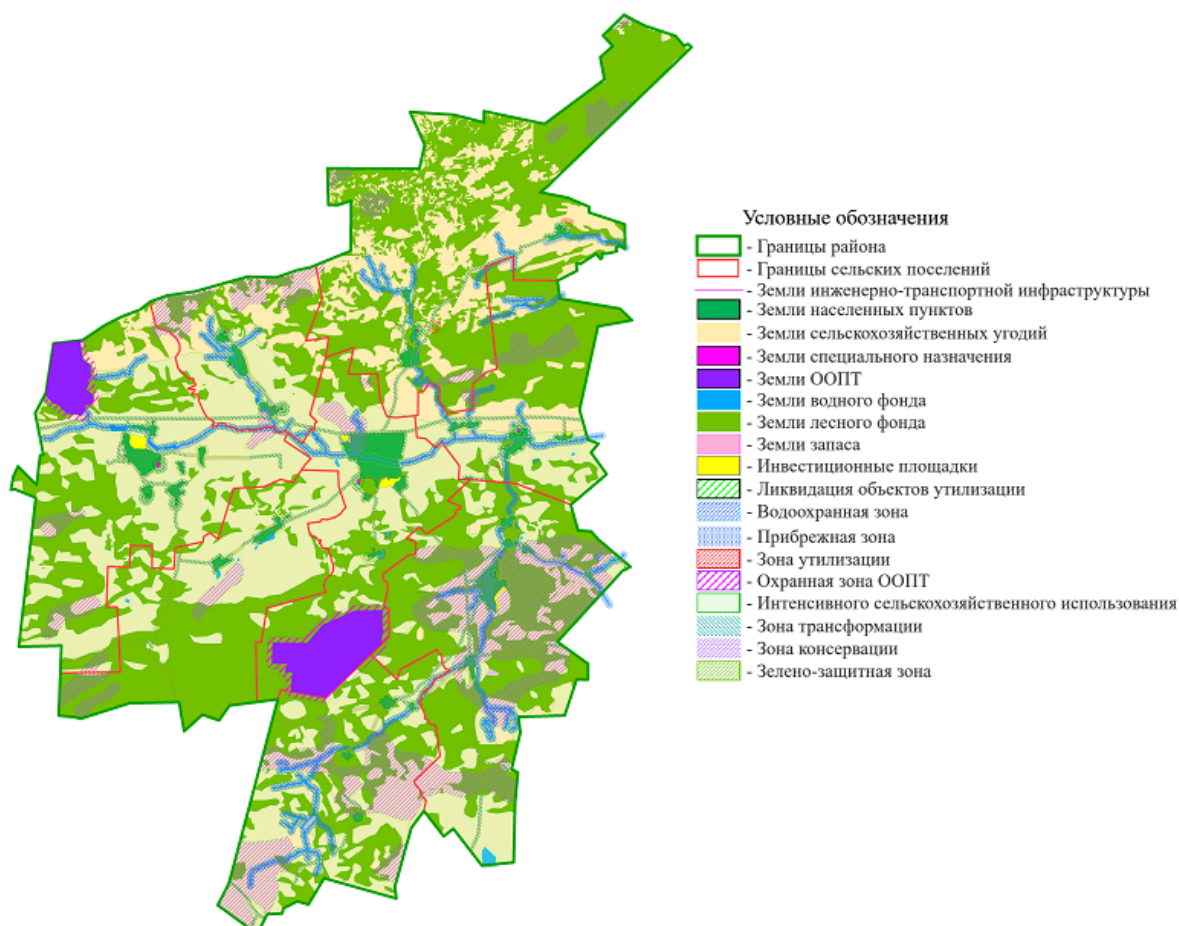 Условные обозначения
- Границы района
- Границы сельских поселений
- Земли инженерно-транспортной инфраструктуры
- Земли населенных пунктов
- Земли сельскохозяйственных угодий
- Земли специального назначения
- Земли ООПТ
- Земли водного фонда
- Земли лесного фонда
- Земли запаса
- Инвестиционные площадки
- Ликвидация объектов утилизации
- Водоохранная зона
- Прибрежная зона
- Зона утилизации
- Охранная зона ООПТ
- Интенсивного сельскохозяйственного использования
- Зона трансформации
- Зона консервации
- Зелено-защитная зона